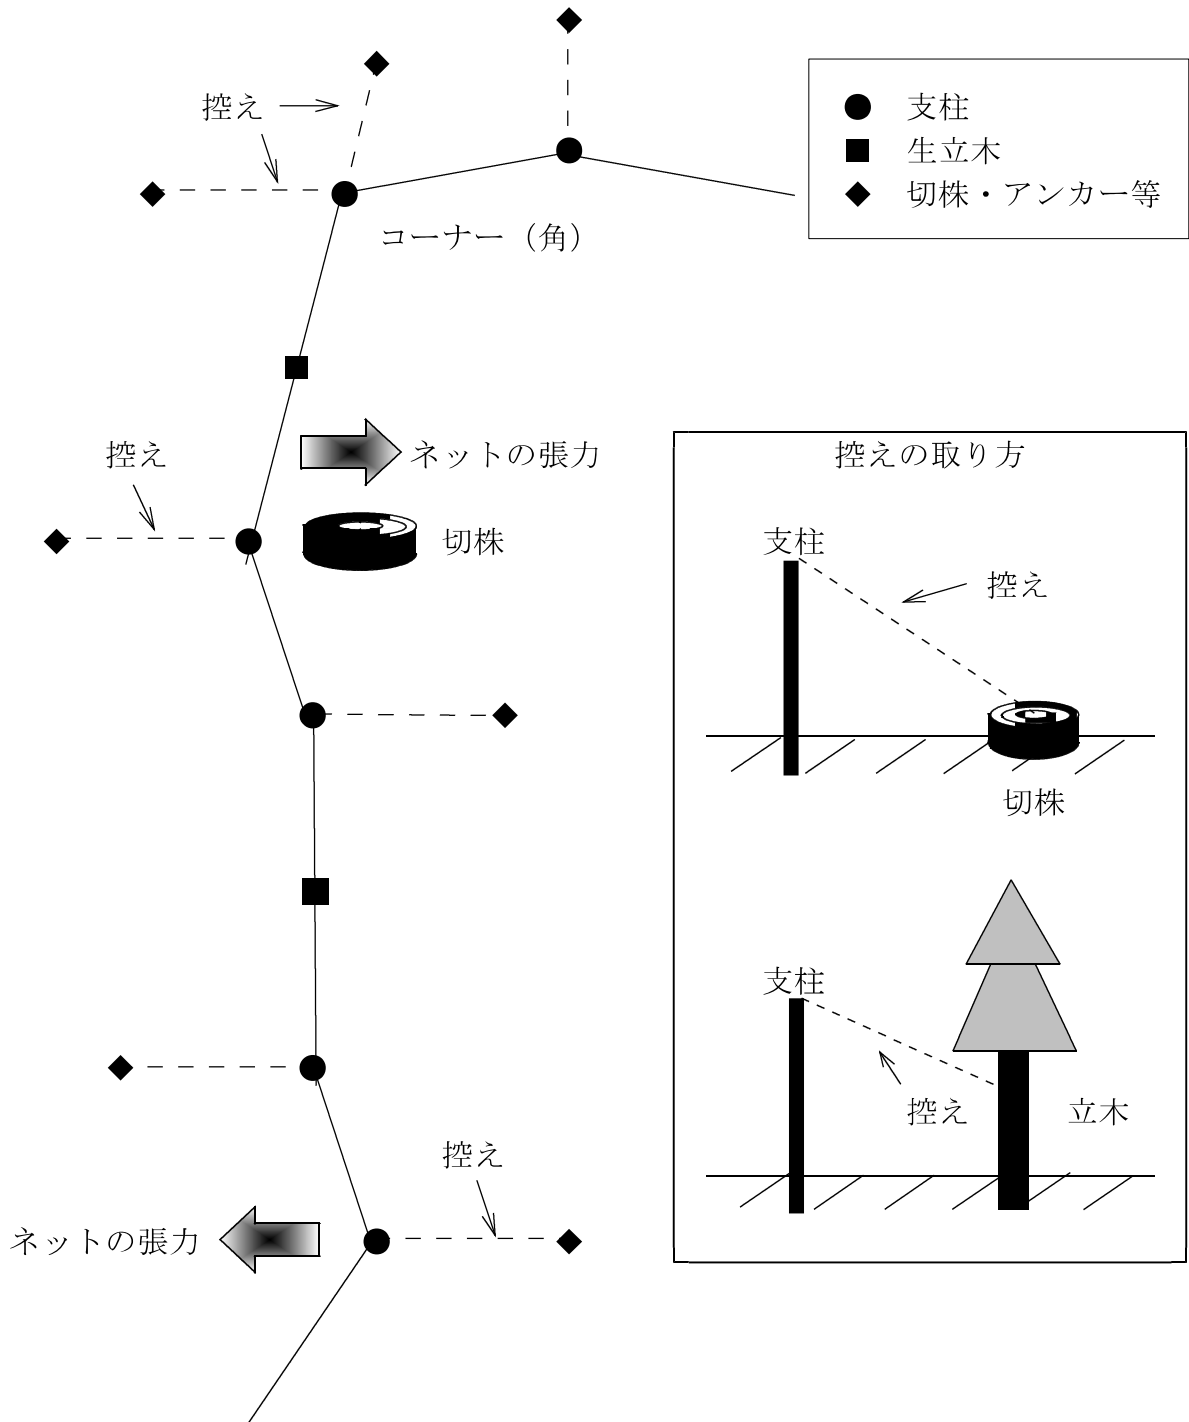 控え
支柱
生立木
切株・アンカー等
コーナー（角）
控え
ネットの張力
切株
控えの取り方
支柱
控え
切株
支柱
控え
立木
控え
ネットの張力